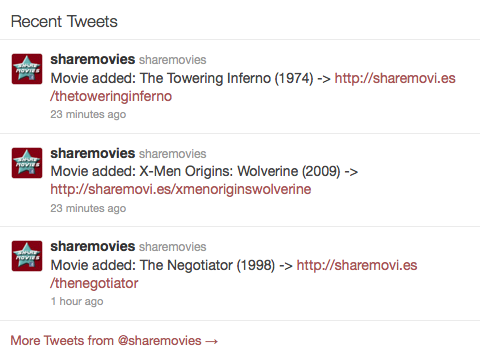 Recent Tweets
SHARE
MOVIES
sharemovies sharemovies
Movie added: The Towering Inferno (1974) -> http://sharemovi.es
/thetoweringinferno
23 minutes ago
SHARE
MOVIES
sharemovies sharemovies
Movie added: X-Men Origins: Wolverine (2009) ->
http://sharemovi.es/xmenoriginswolverine
23 minutes ago
SHARE
MOVIES
sharemovies sharemovies
Movie added: The Negotiator (1998) -> http://sharemovi.es
/thenegotiator
1 hour ago
More Tweets from @sharemovies →